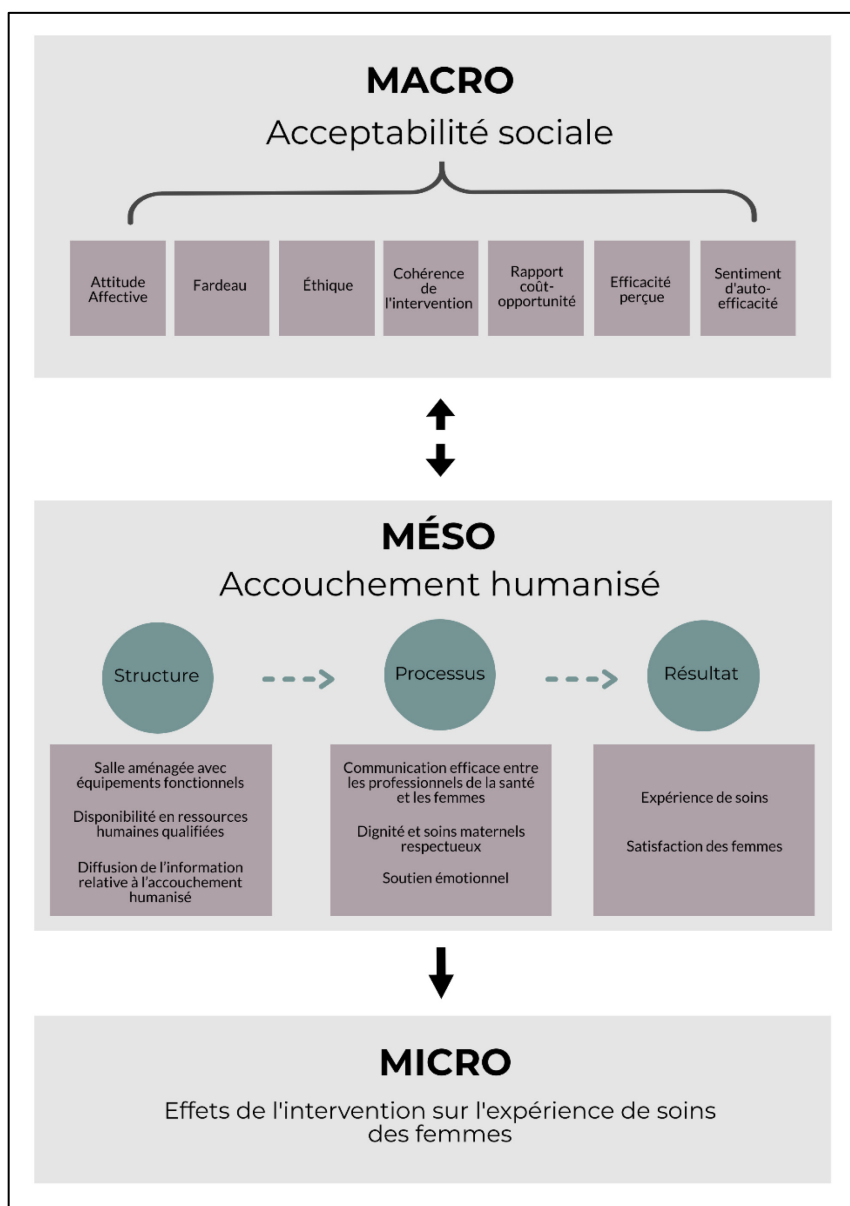 MACRO
Acceptabilité sociale
Attitude
Affective
Fardeau
Éthique
Cohérence
de
l'intervention
Rapport
coût-
opportunité
Efficacité
perçue
Sentiment
d'auto-
efficacité
MÉSO
Accouchement humanisé
Structure
Processus
Résultat
Salle aménagée avec
équipements fonctionnels
Disponibilité en ressources
humaines qualifiées
Diffusion de l'information
relative à l'accouchement
humanisé
Communication efficace entre
les professionnels de la santé
et les femmes
Dignité et soins maternels
respectueux
Soutien émotionnel
Expérience de soins
Satisfaction des femmes
MICRO
Effets de l'intervention sur l'expérience de soins
des femmes